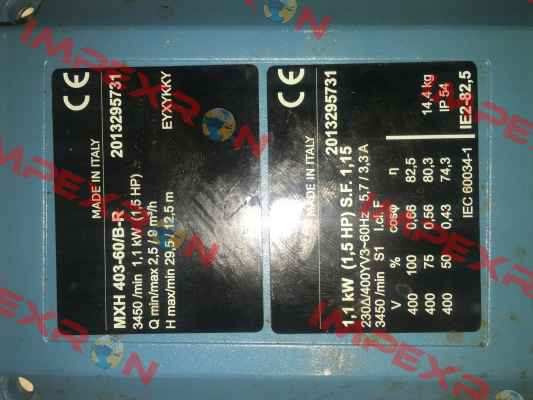 CE
MADE IN ITALY
MXH 403-60/B-R 2013295731
3450 /min 1,1 kW (1,5 HP) EYXYKKY
Q min/max 2,5 / 9 m³/h
H max/min 29,5 / 12,5 m
CE
MADE IN ITALY
2013295731
1,1 kW (1,5 HP) S.F. 1,15
230Δ/400YV3~60Hz 5,7 / 3,3 A
3450 /min S1 I.cl. F 14,4 kg
V % cosφ η IP 54
400 100 0,66 82,5
400 75 0,56 80,3
400 50 0,43 74,3
IEC 60034-1 IE2-82,5
IMPEXRON
IMPEXRON
IMPEXRON
IMPEXRON